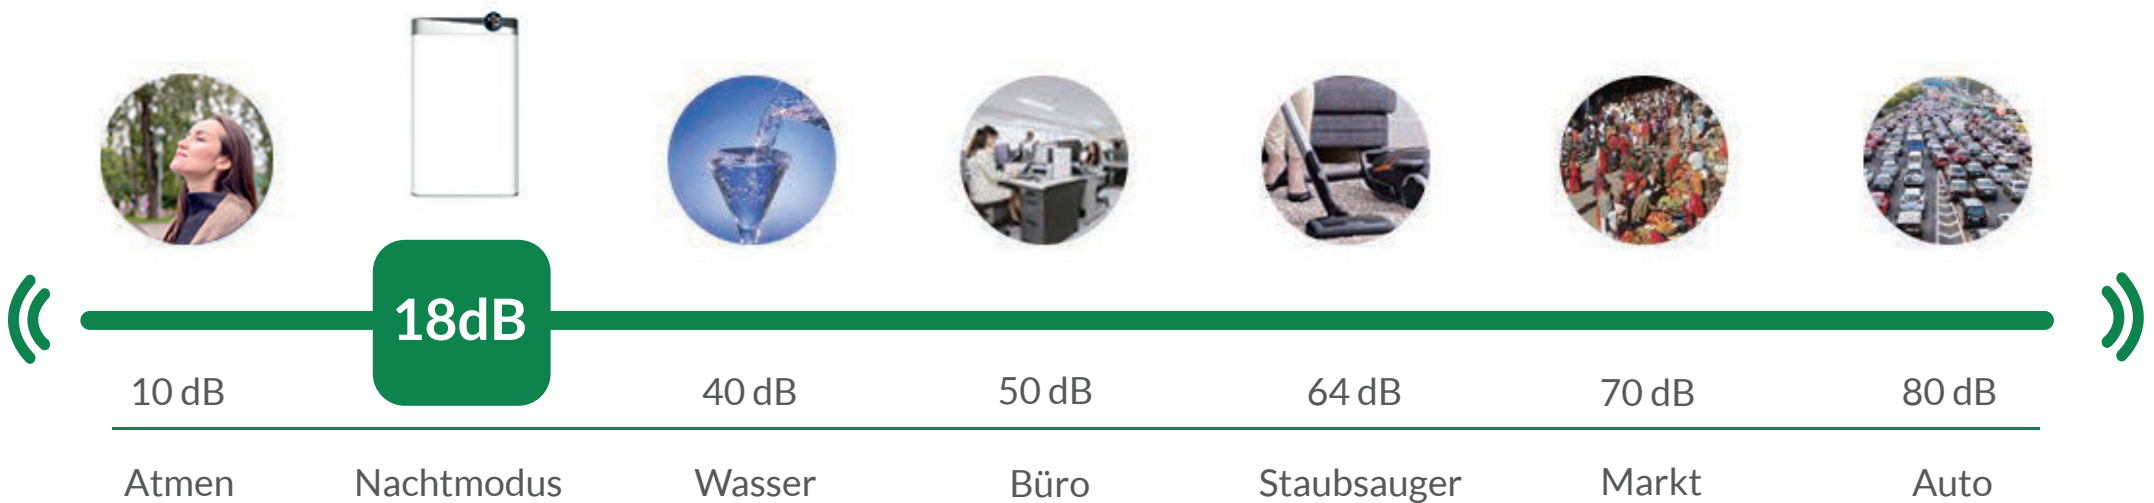 18dB
10 dB
40 dB
50 dB
64 dB
70 dB
80 dB
Atmen
Nachtmodus
Wasser
Büro
Staubsauger
Markt
Auto